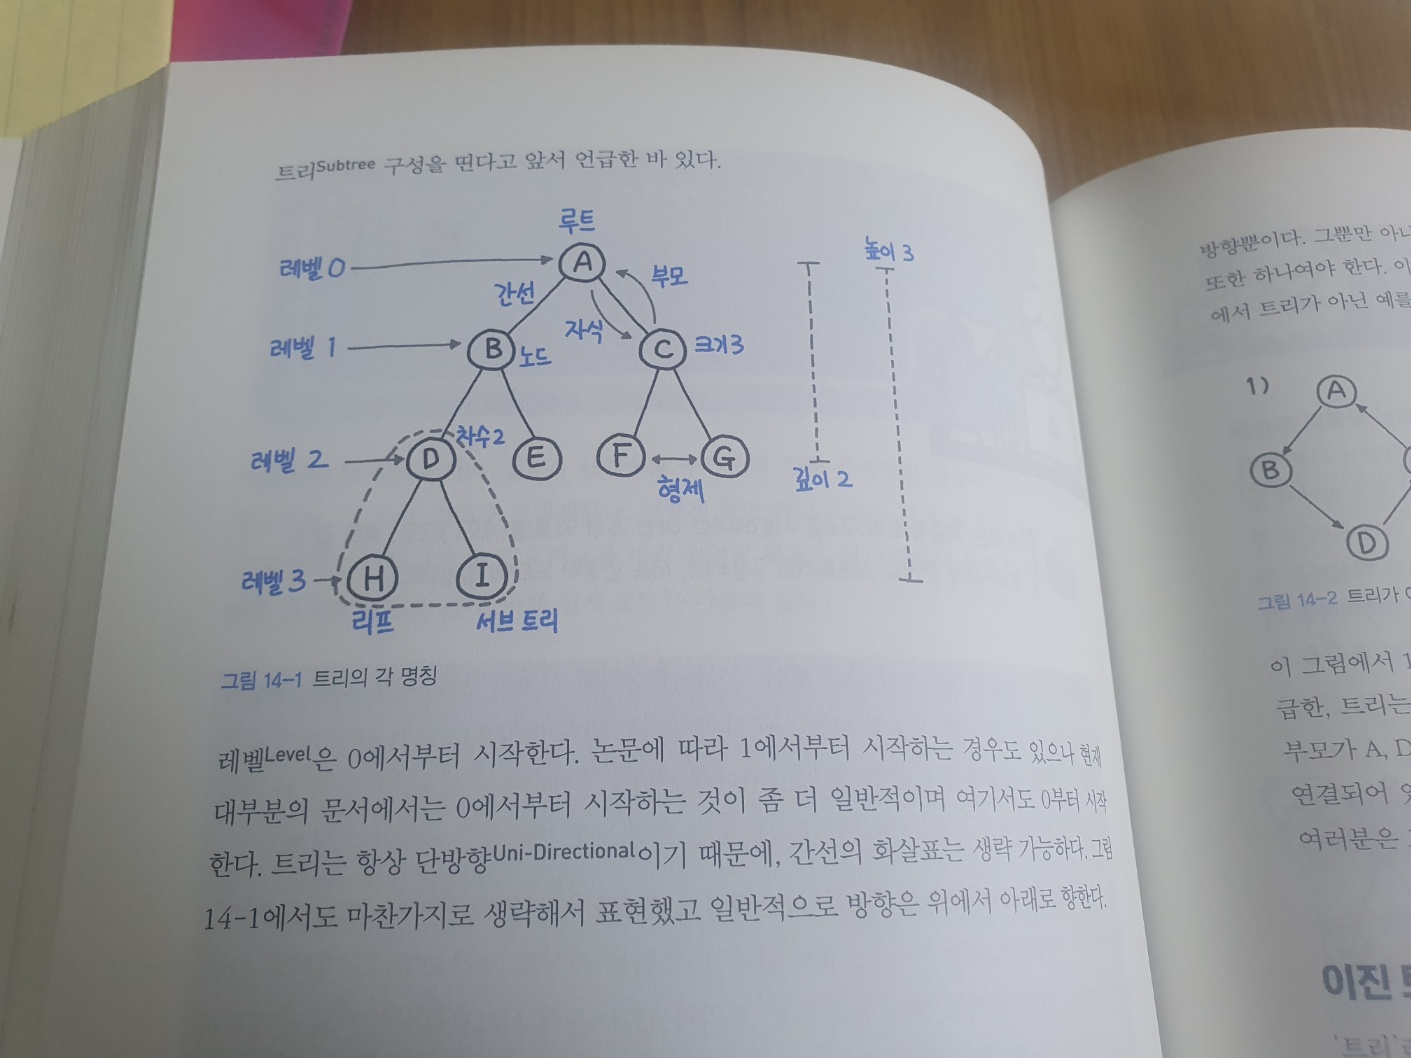 트리Subtree 구성을 띤다고 앞서 언급한 바 있다.
루트
레벨 0
A
부모
높이 3
간선
자식
레벨 1
B
노드
C
크기 3
레벨 2
차수 2
D
E
F
G
형제
깊이 2
레벨 3
H
I
리프
서브 트리
그림 14-1 트리의 각 명칭
레벨Level은 0에서부터 시작한다. 논문에 따라 1에서부터 시작하는 경우도 있으나 현재
대부분의 문서에서는 0에서부터 시작하는 것이 좀 더 일반적이며 여기서도 0부터 시작
한다. 트리는 항상 단방향Uni-Directional이기 때문에, 간선의 화살표는 생략 가능하다. 그림
14-1에서도 마찬가지로 생략해서 표현했고 일반적으로 방향은 위에서 아래로 향한다.
방향뿐이다. 그뿐만 아니
또한 하나여야 한다. 이
에서 트리가 아닌 예를
1)
A
B
D
그림 14-2 트리가
이 그림에서 1
급한, 트리는
부모가 A, D
연결되어
여러분은
이진
'트리'